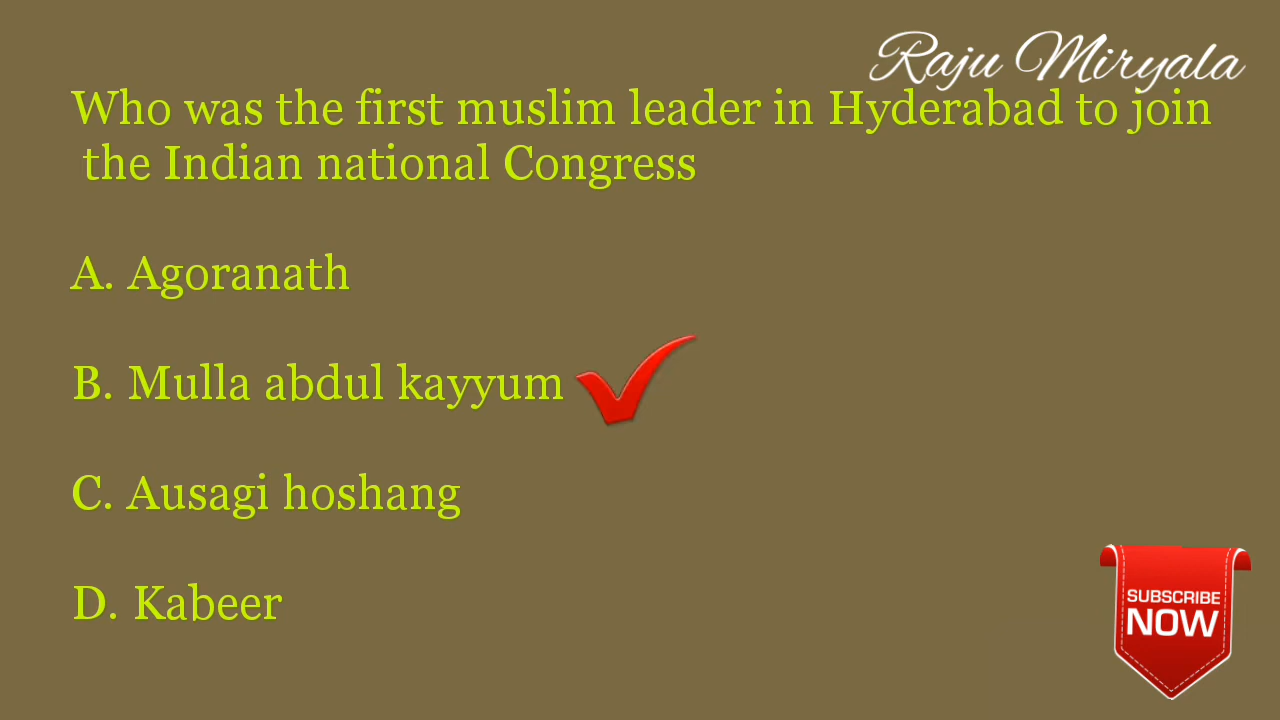 Raju Miryala
Who was the first muslim leader in Hyderabad to join
the Indian national Congress
A. Agoranath
B. Mulla abdul kayyum
C. Ausagi hoshang
D. Kabeer
SUBSCRIBE
NOW